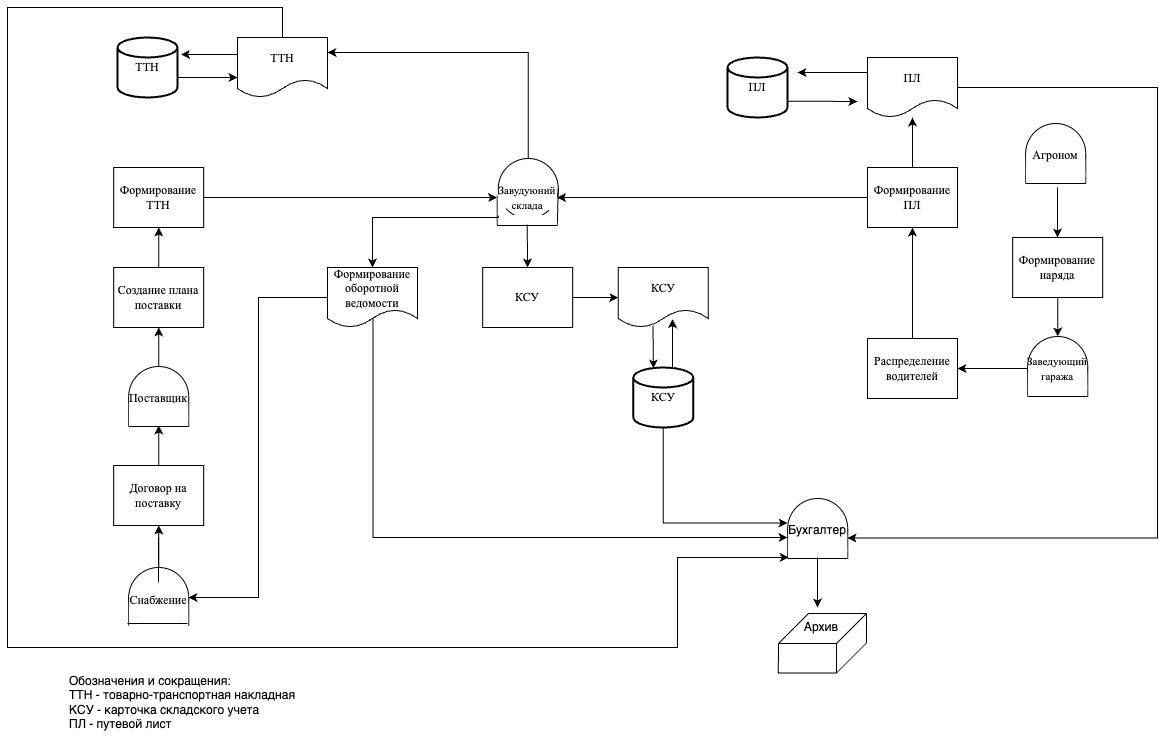 ТТН
ТТН
ПЛ
ПЛ
Агроном
Формирование
ТТН
Завудуюний
склада
Формирование
ПЛ
Формирование
наряда
Создание плана
поставки
Формирование
оборотной
ведомости
КСУ
КСУ
Распределение
водителей
Заведующий
гаража
Поставщик
КСУ
Договор на
поставку
Бухгалтер
Снабжение
Архив
Обозначения и сокращения:
ТТН - товарно-транспортная накладная
КСУ - карточка складского учета
ПЛ - путевой лист